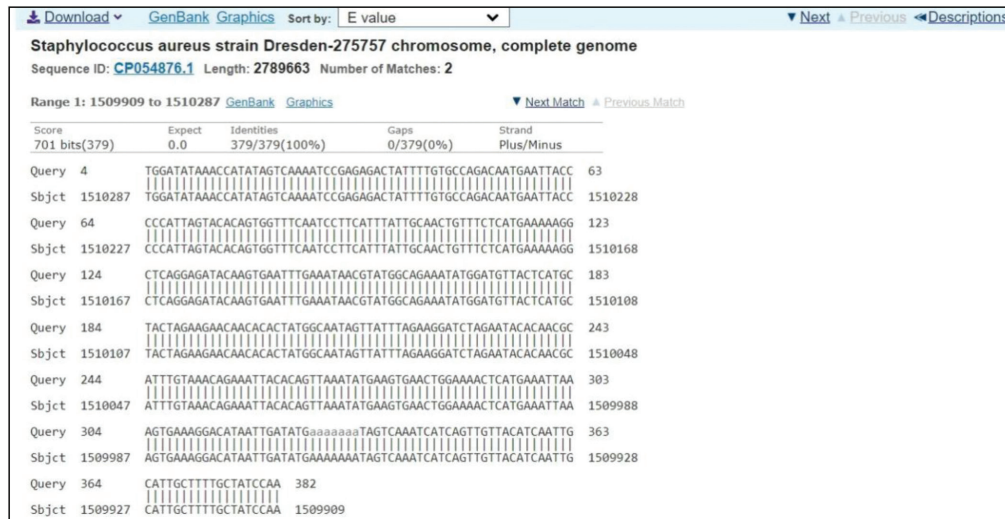 Download GenBank Graphics Sort by: E value Next Previous Descriptions
Staphylococcus aureus strain Dresden-275757 chromosome, complete genome
Sequence ID: CP054876.1 Length: 2789663 Number of Matches: 2
Range 1: 1509909 to 1510287 GenBank Graphics Next Match Previous Match
Score Expect Identities Gaps Strand
701 bits(379) 0.0 379/379(100%) 0/379(0%) Plus/Minus
Query 4 TGGATATAAACCATATAGTCAAAATCCGAGAGACTATTTTGTGCCAGACAATGAATTACC 63
Sbjct 1510287 TGGATATAAACCATATAGTCAAAATCCGAGAGACTATTTTGTGCCAGACAATGAATTACC 1510228
Query 64 CCCATTAGTACACAGTGGTTTCAATCCTTCATTTATTGCAACTGTTTCTCATGAAAAAGG 123
Sbjct 1510227 CCCATTAGTACACAGTGGTTTCAATCCTTCATTTATTGCAACTGTTTCTCATGAAAAAGG 1510168
Query 124 CTCAGGAGATACAAGTGAATTTGAAATAACGTATGGCAGAAATATGGATGTTACTCATGC 183
Sbjct 1510167 CTCAGGAGATACAAGTGAATTTGAAATAACGTATGGCAGAAATATGGATGTTACTCATGC 1510108
Query 184 TACTAGAAGAACAACACACTATGGCAATAGTTATTTAGAAGGATCTAGAATACACAACGC 243
Sbjct 1510107 TACTAGAAGAACAACACACTATGGCAATAGTTATTTAGAAGGATCTAGAATACACAACGC 1510048
Query 244 ATTTGTAAACAGAAATTACACAGTTAAATATGAAGTGAACTGGAAAACTCATGAAATTAA 303
Sbjct 1510047 ATTTGTAAACAGAAATTACACAGTTAAATATGAAGTGAACTGGAAAACTCATGAAATTAA 1509988
Query 304 AGTGAAAGGACATAATTGATATGaaaaaaaTAGTCAAATCATCAGTTGTTACATCAATTG 363
Sbjct 1509987 AGTGAAAGGACATAATTGATATGAAAAAAATAGTCAAATCATCAGTTGTTACATCAATTG 1509928
Query 364 CATTGCTTTTGCTATCCAA 382
Sbjct 1509927 CATTGCTTTTGCTATCCAA 1509909